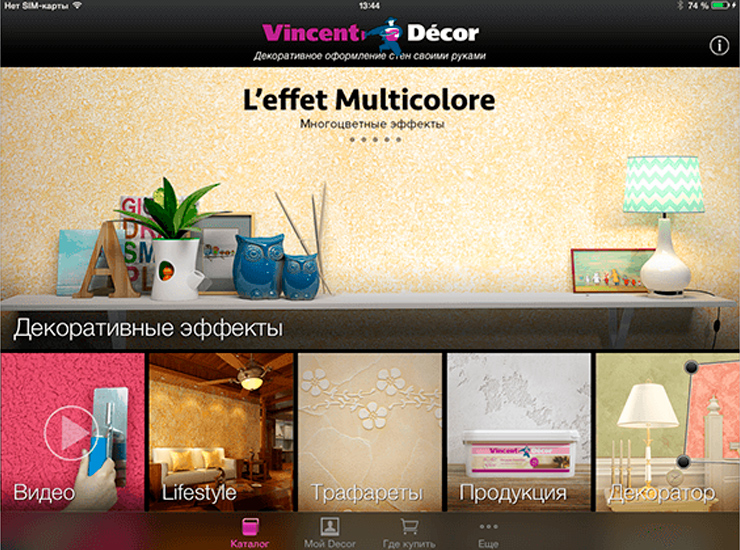 Нет SIM-карты
13:44
74 %
Vincent Décor
Декоративное оформление стен своими руками
i
L'effet Multicolore
Многоцветные эффекты
A
Декоративные эффекты
Видео
Lifestyle
Трафареты
Vincent Décor
Продукция
Декоратор
Каталог
Мой Decor
Где купить
Еще